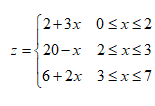 z = { 2+3x 0≤x≤2
20−x 2≤x≤3
6+2x 3≤x≤7